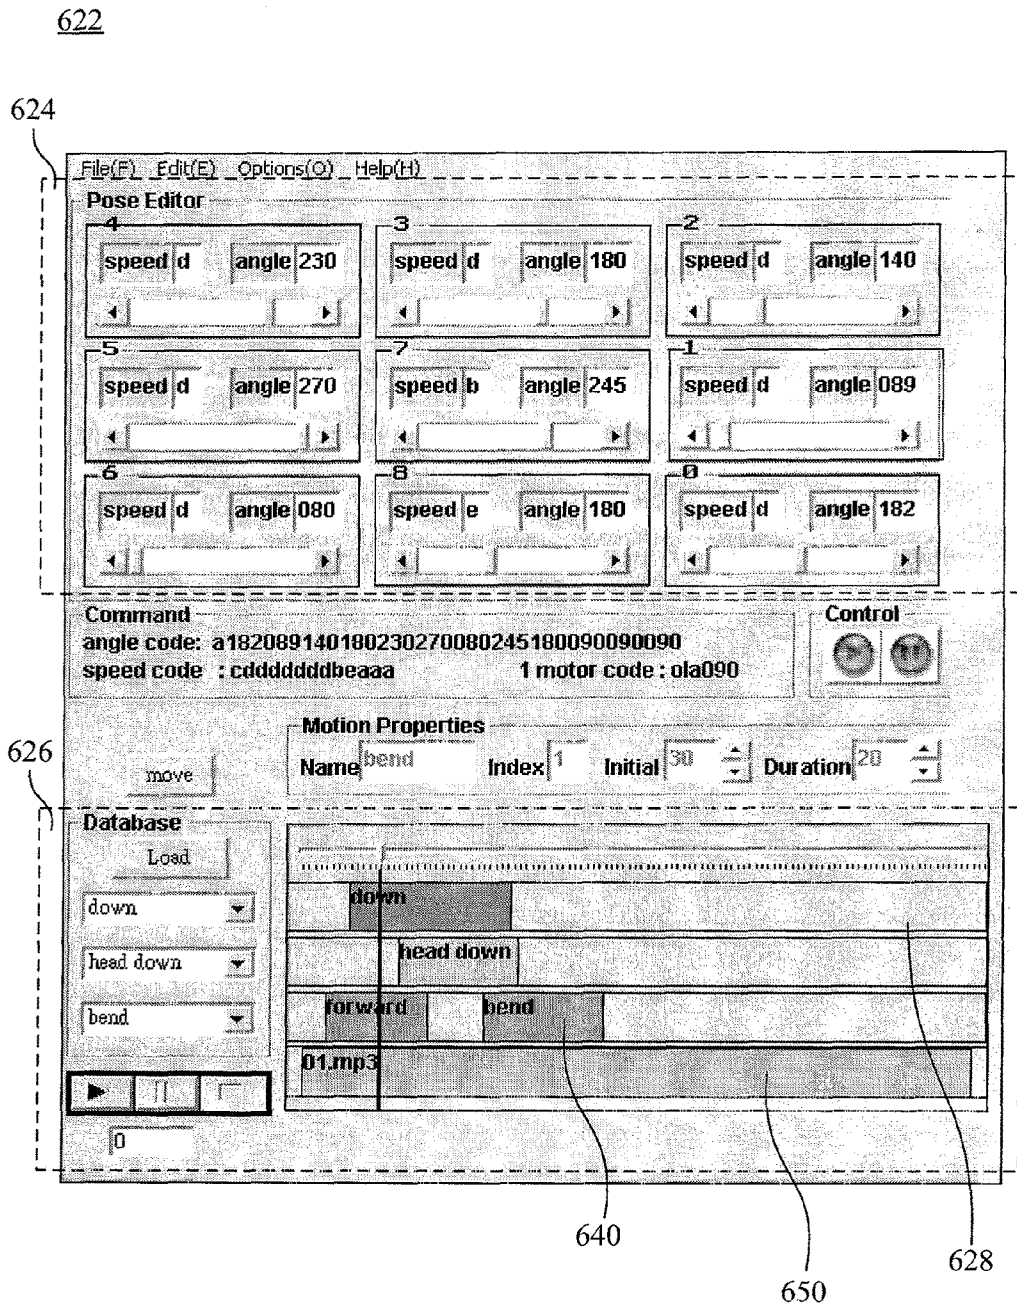 622
624
File(F) Edit(E) Options(O) Help(H)
Pose Editor
4 3 2
speed d angle 230 speed d angle 180 speed d angle 140
5 7 1
speed d angle 270 speed b angle 245 speed d angle 089
6 8 0
speed d angle 080 speed e angle 180 speed d angle 182
Command Control
angle code: a182089140180230270080245180090090090
speed code : cddddddddbeaaa 1 motor code : ola090
Motion Properties
626
move Name bend Index 1 Initial 30 Duration 20
Database
Load
down down
head down head down
bend forward bend
01.mp3
0
640
628
650